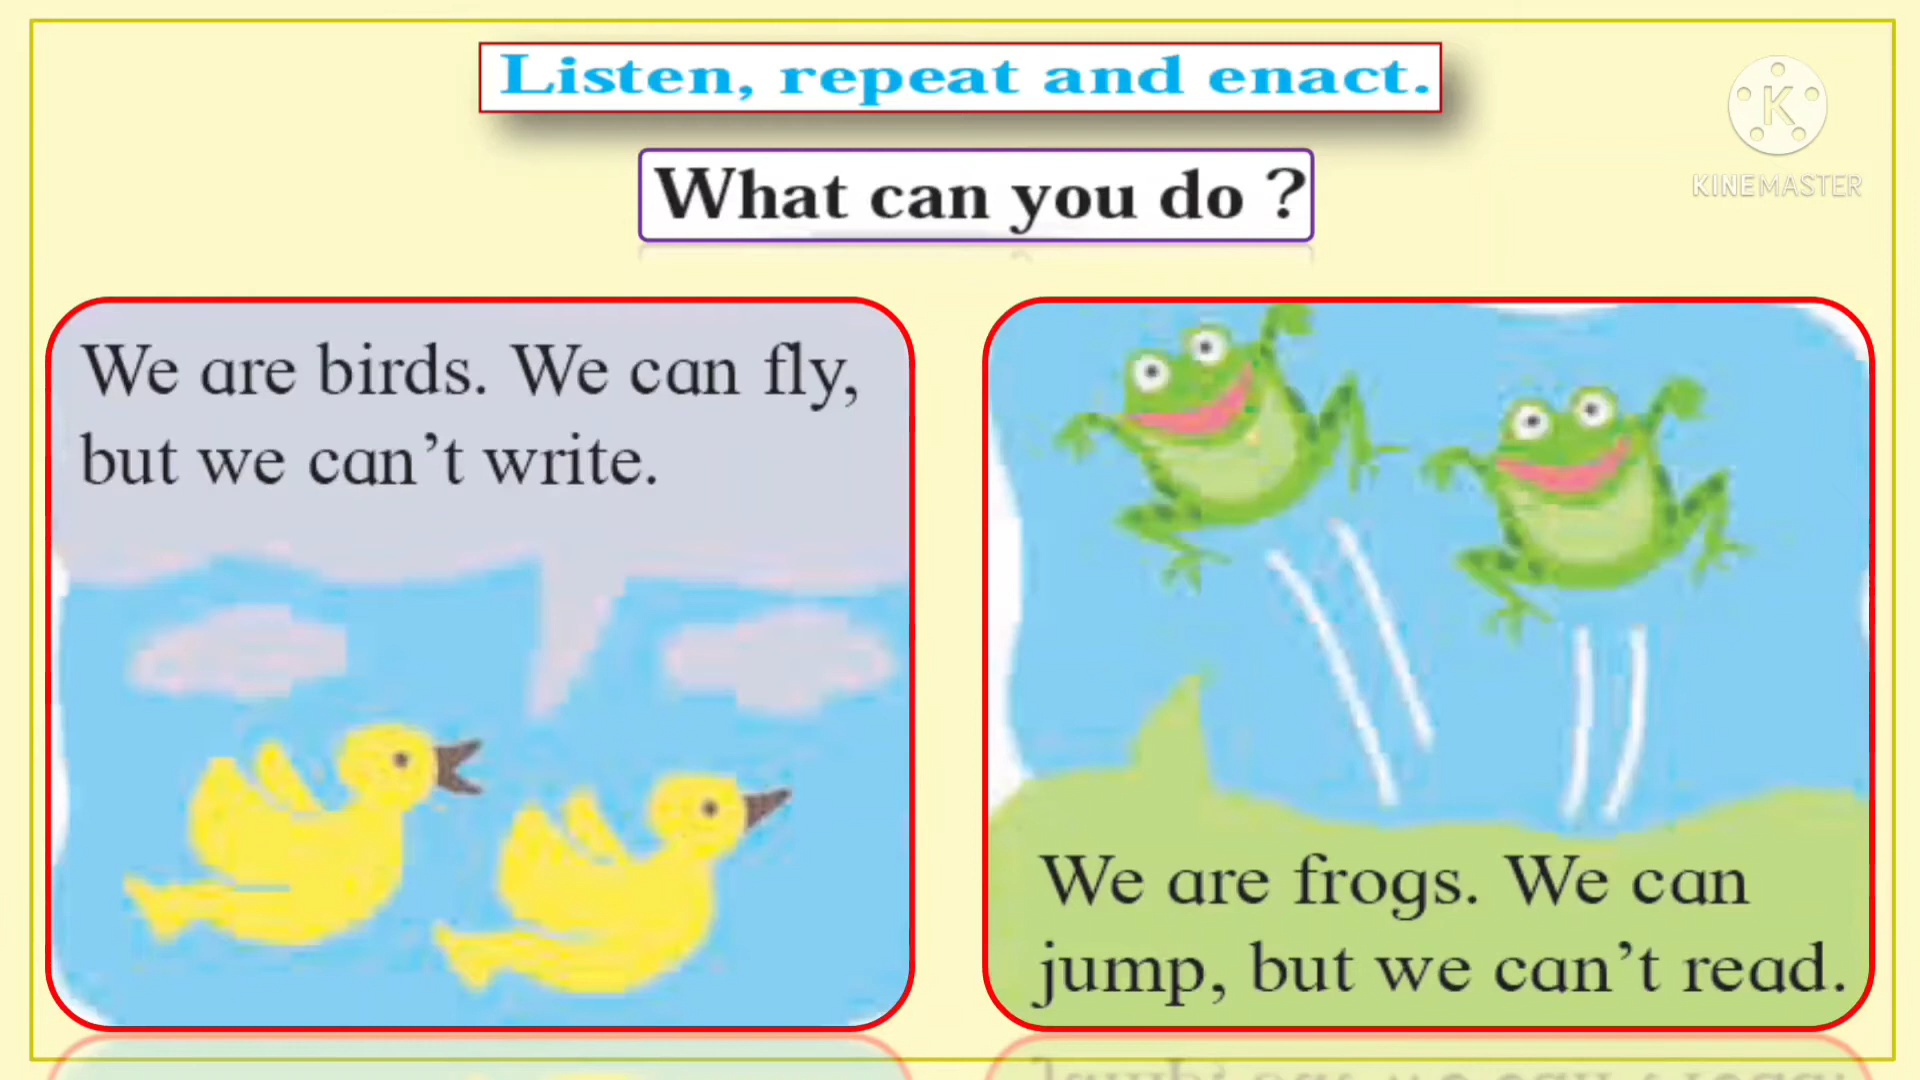 Listen, repeat and enact.
What can you do ?
K
KINEMASTER
We are birds. We can fly,
but we can't write.
We are frogs. We can
jump, but we can't read.